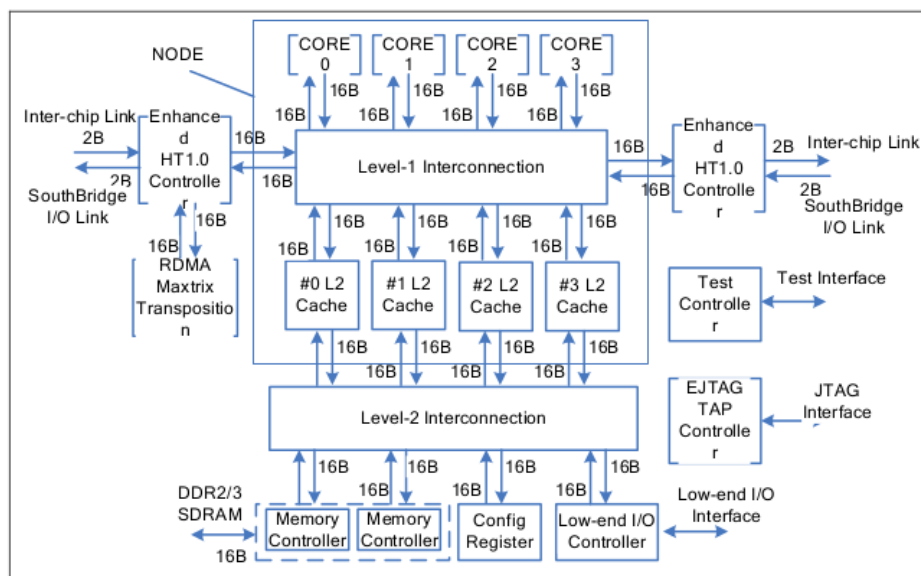 NODE
CORE
0
CORE
1
CORE
2
CORE
3
16B
16B
16B
16B
16B
16B
16B
16B
Inter-chip Link
2B
Enhance
d
HT1.0
Controlle
r
16B
Level-1 Interconnection
16B
Enhance
d
HT1.0
Controlle
r
2B
Inter-chip Link
2B
SouthBridge
I/O Link
16B
16B
2B
SouthBridge
I/O Link
16B
16B
RDMA
Maxtrix
Transpositio
n
16B
16B
16B
16B
16B
16B
16B
16B
#0 L2
Cache
#1 L2
Cache
#2 L2
Cache
#3 L2
Cache
Test
Controlle
r
Test Interface
16B
16B
16B
16B
16B
16B
16B
16B
Level-2 Interconnection
EJTAG
TAP
Controlle
r
JTAG
Interface
16B
16B
16B
16B
16B
16B
16B
16B
DDR2/3
SDRAM
16B
Memory
Controller
Memory
Controller
Config
Register
Low-end I/O
Controller
Low-end I/O
Interface